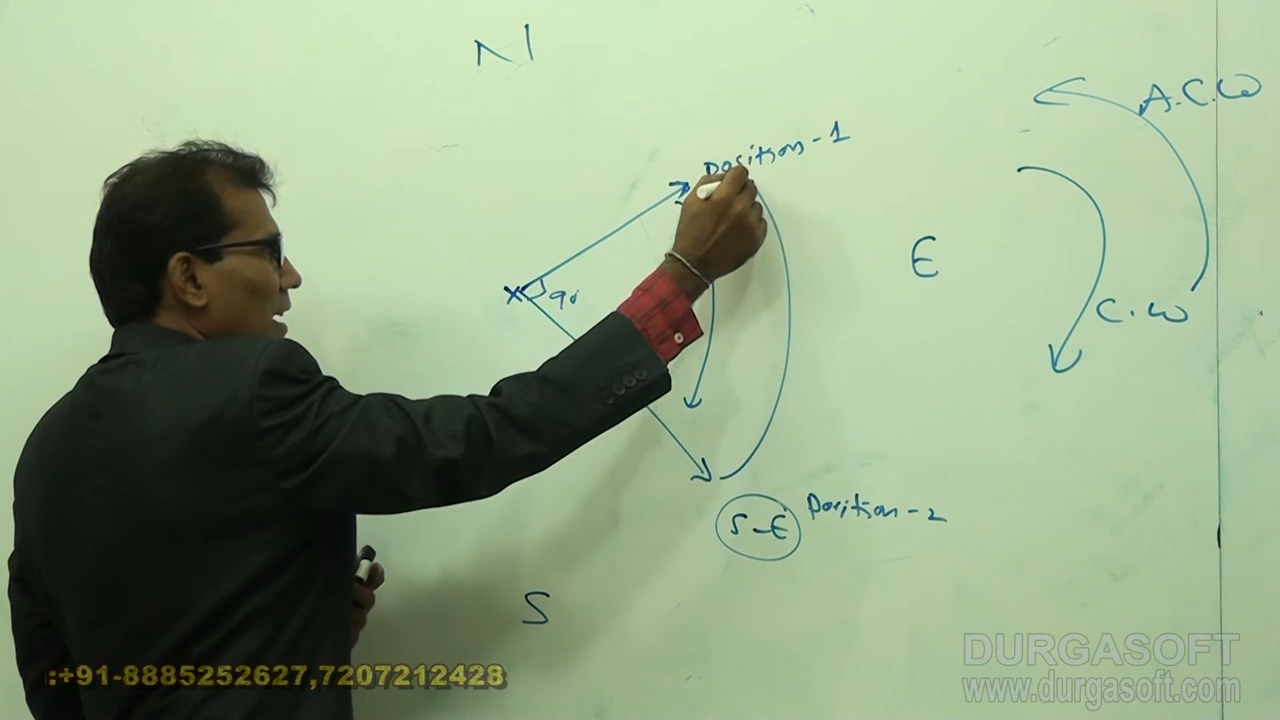 N
A.C.W
Position-1
E
X 90
C.W
S-E Position-2
S
:+91-8885252627,7207212428
DURGASOFT
www.durgasoft.com